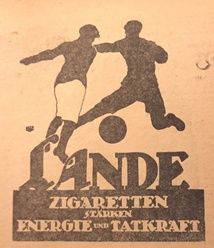 LANDE
ZIGARETTEN
STÄRKEN
ENERGIE UND TATKRAFT